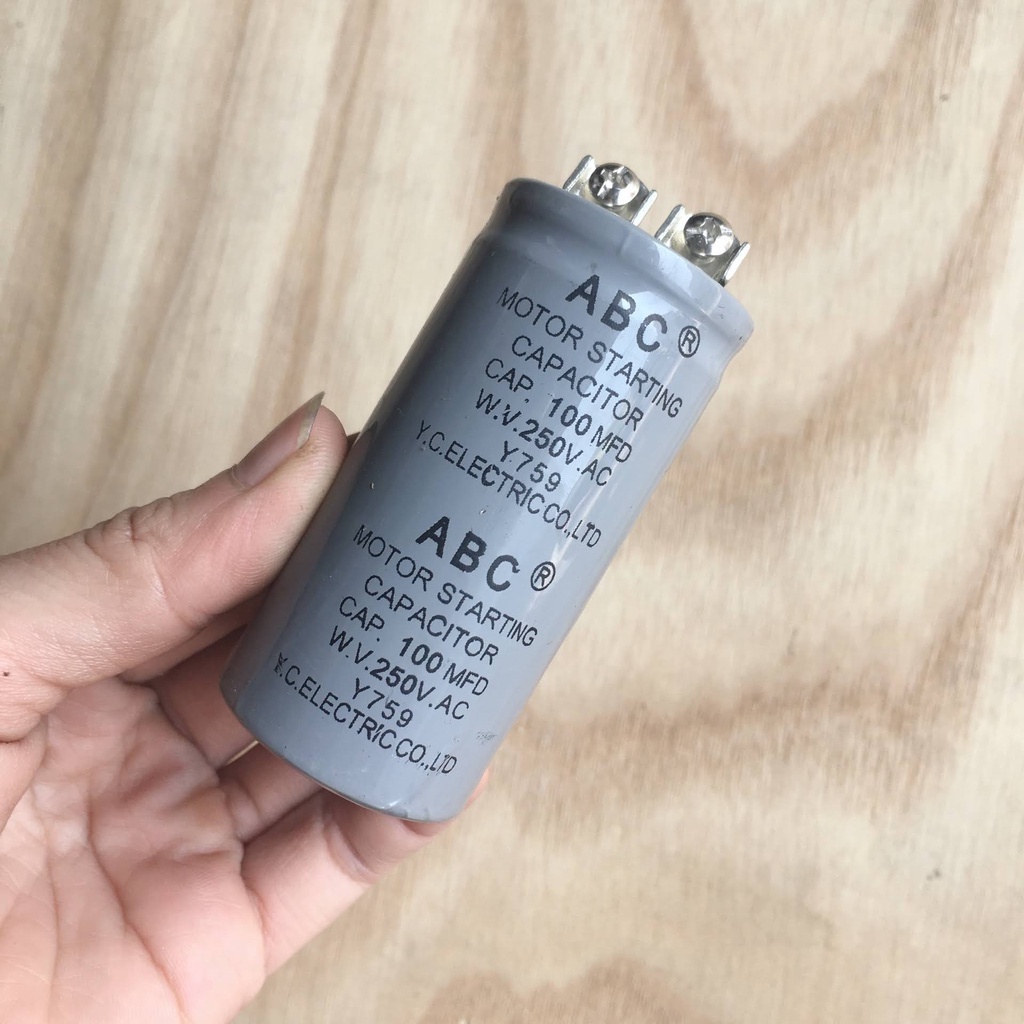 ABC®
MOTOR STARTING
CAPACITOR
CAP. 100 MFD
W.V.250V.AC
Y759
Y.C.ELECTRIC CO.,LTD
ABC®
MOTOR STARTING
CAPACITOR
CAP. 100 MFD
W.V.250V.AC
Y759
Y.C.ELECTRIC CO.,LTD